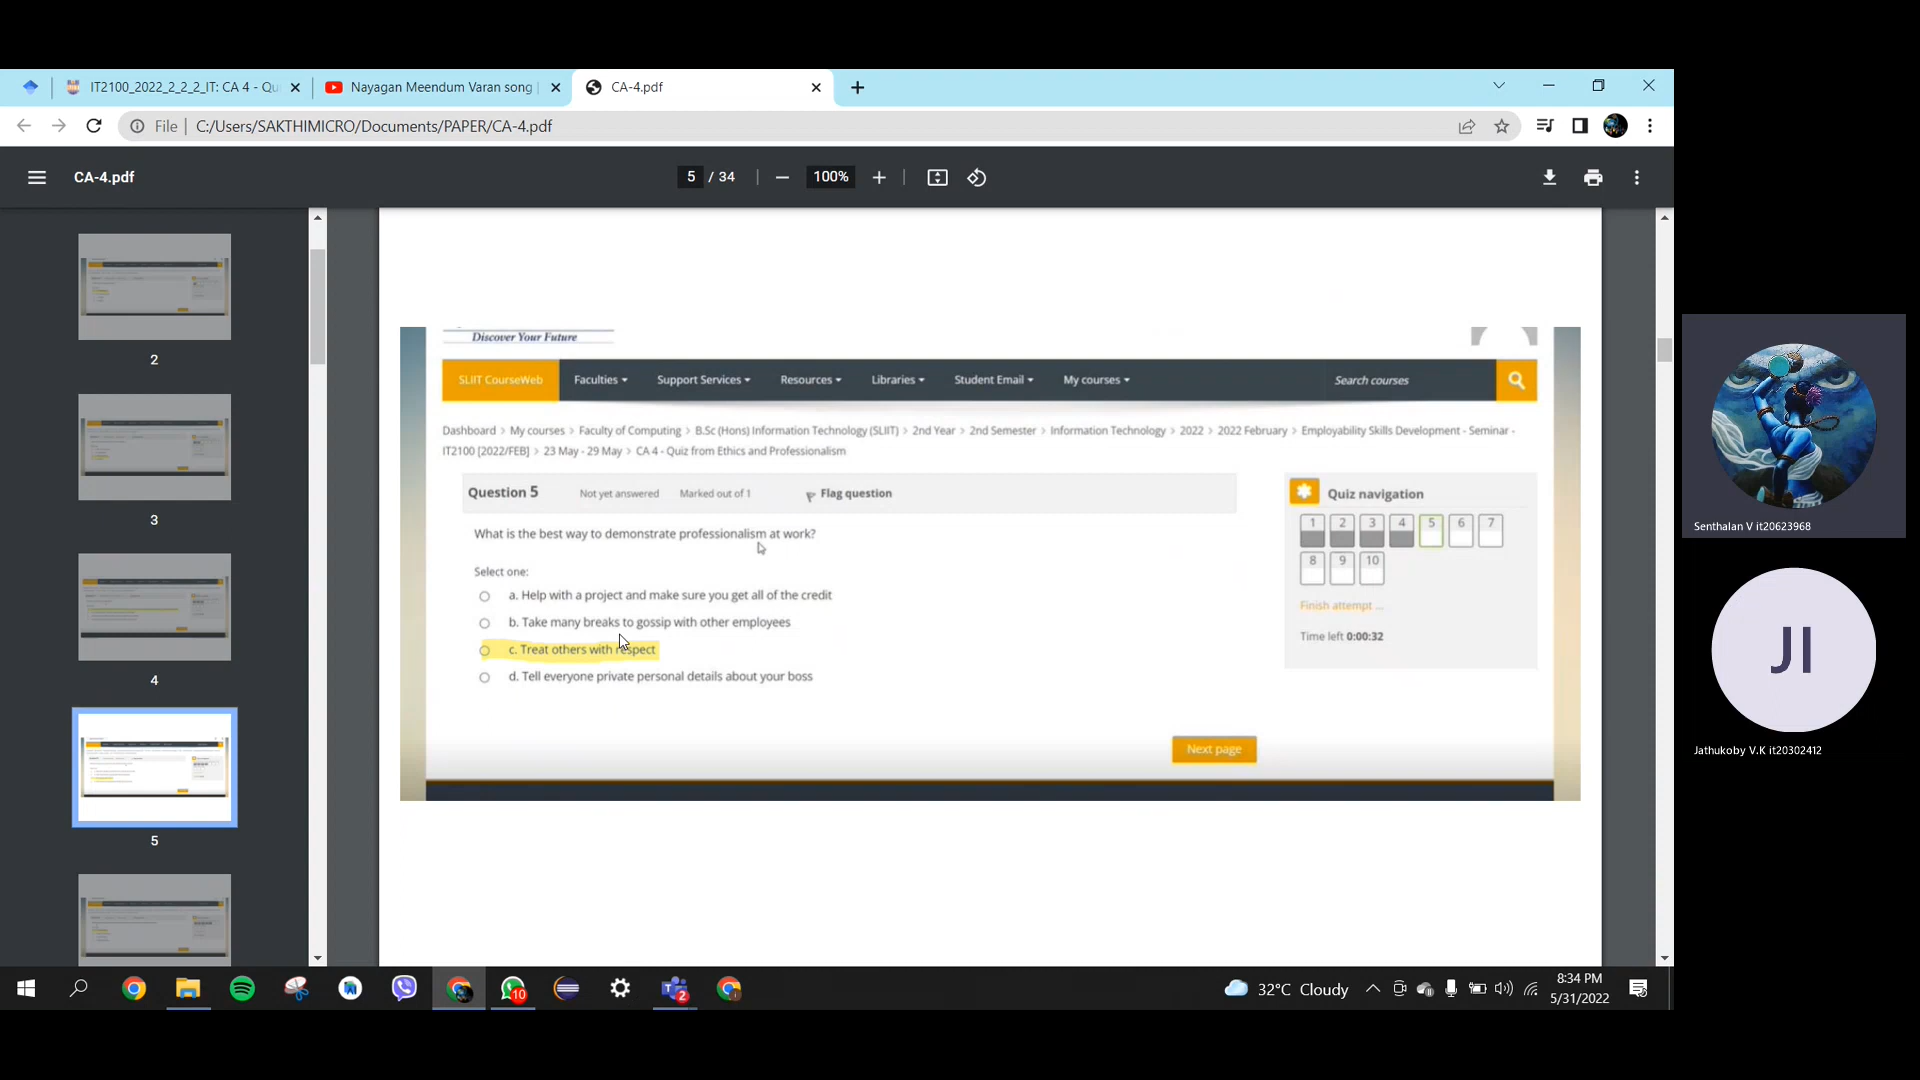 IT2100_2022_2_2_2_IT: CA 4 - Qu
Nayagan Meendum Varan song |
CA-4.pdf
File | C:/Users/SAKTHIMICRO/Documents/PAPER/CA-4.pdf
CA-4.pdf
5 / 34
100%
2
3
4
5
Discover Your Future
SLIIT CourseWeb
Faculties
Support Services
Resources
Libraries
Student Email
My courses
Search courses
Dashboard > My courses > Faculty of Computing > B.Sc (Hons) Information Technology (SLIIT) > 2nd Year > 2nd Semester > Information Technology > 2022 > 2022 February > Employability Skills Development - Seminar -
IT2100 [2022/FEB] > 23 May - 29 May > CA 4 - Quiz from Ethics and Professionalism
Question 5
Not yet answered
Marked out of 1
Flag question
What is the best way to demonstrate professionalism at work?
Select one:
a. Help with a project and make sure you get all of the credit
b. Take many breaks to gossip with other employees
c. Treat others with respect
d. Tell everyone private personal details about your boss
Next page
Quiz navigation
1 2 3 4 5 6 7
8 9 10
Finish attempt ...
Time left 0:00:32
Senthalan V it20623968
JI
Jathukoby V.K it20302412
10
2
32°C Cloudy
8:34 PM
5/31/2022